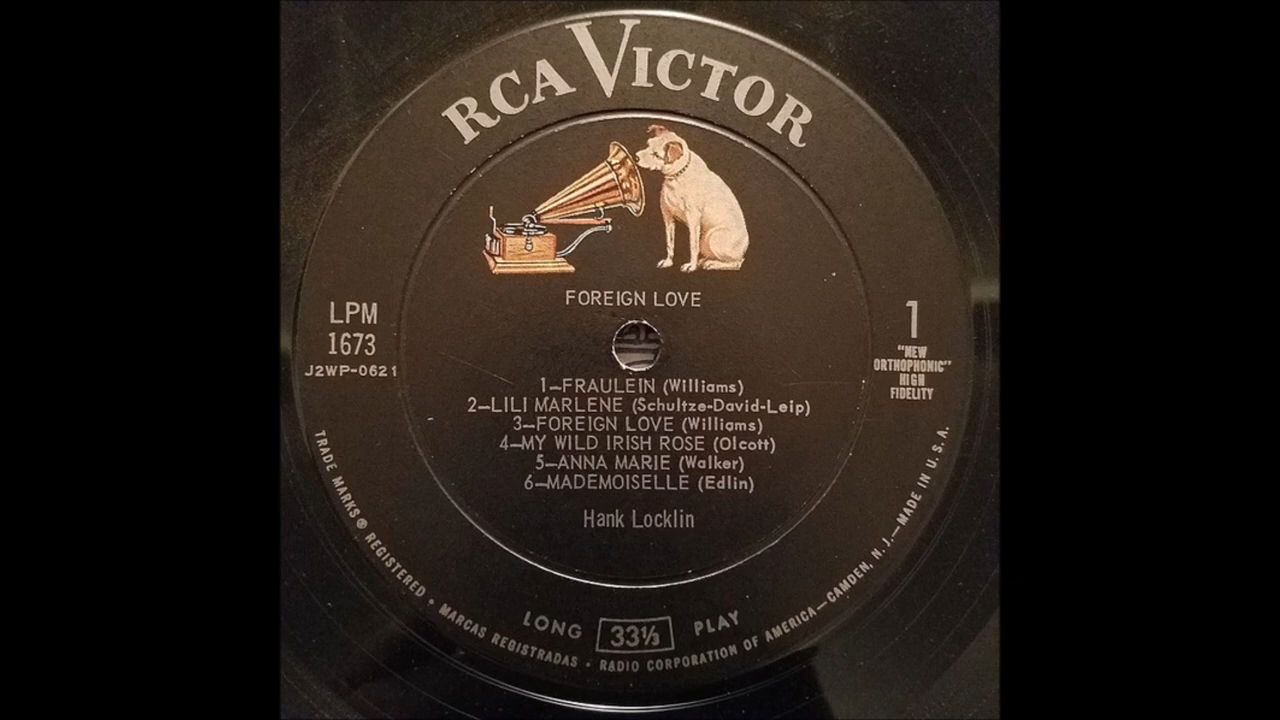 RCA VICTOR
FOREIGN LOVE
LPM
1673
J2WP-0621
1
"NEW
ORTHOPHONIC"
HIGH
FIDELITY
1—FRAULEIN (Williams)
2—LILI MARLENE (Schultze-David-Leip)
3—FOREIGN LOVE (Williams)
4—MY WILD IRISH ROSE (Olcott)
5—ANNA MARIE (Walker)
6—MADEMOISELLE (Edlin)
Hank Locklin
LONG 33⅓ PLAY
TRADE MARKS ® REGISTERED • MARCAS REGISTRADAS • RADIO CORPORATION OF AMERICA—CAMDEN, N. J.—MADE IN U. S. A.